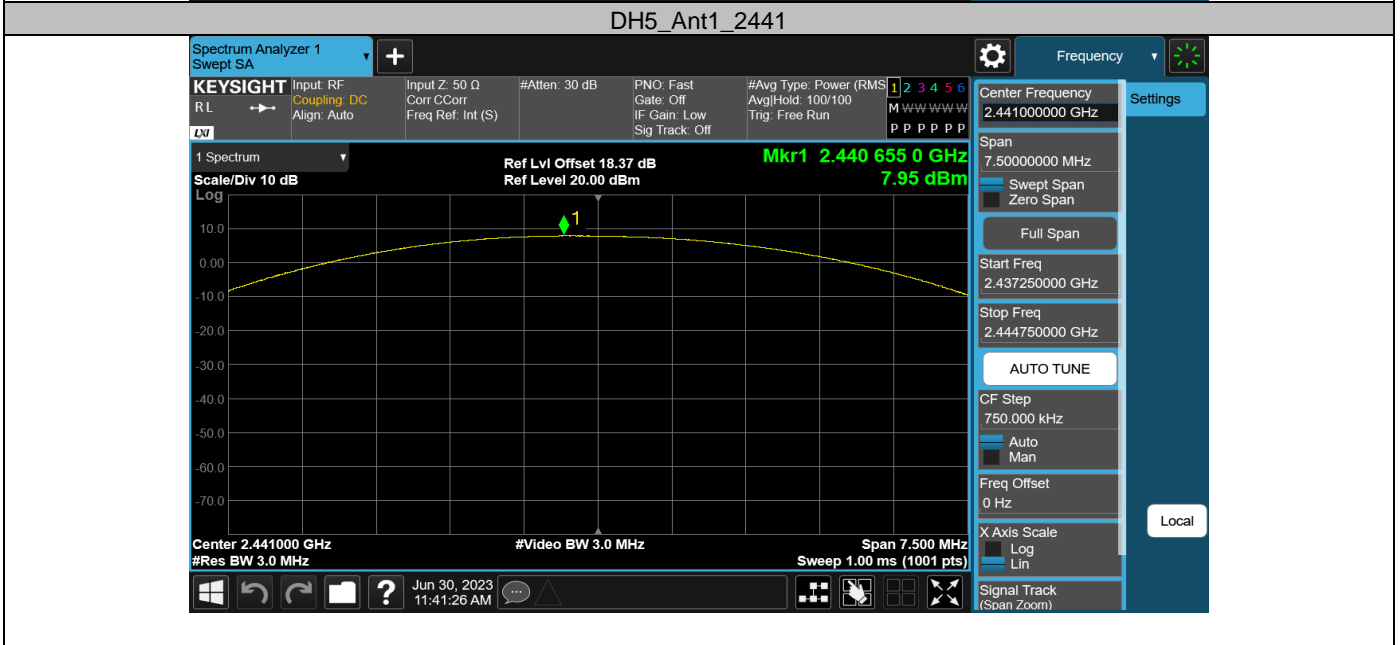 DH5_Ant1_2441
Spectrum Analyzer 1
Swept SA
Frequency
KEYSIGHT
RL
LXI
Input: RF
Coupling: DC
Align: Auto
Input Z: 50 Ω
Corr CCorr
Freq Ref: Int (S)
#Atten: 30 dB
PNO: Fast
Gate: Off
IF Gain: Low
Sig Track: Off
#Avg Type: Power (RMS
Avg|Hold: 100/100
Trig: Free Run
1 2 3 4 5 6
M W W W W W
P P P P P P
1 Spectrum
Scale/Div 10 dB
Log
Ref Lvl Offset 18.37 dB
Ref Level 20.00 dBm
Mkr1 2.440 655 0 GHz
7.95 dBm
1
10.0
0.00
-10.0
-20.0
-30.0
-40.0
-50.0
-60.0
-70.0
Center 2.441000 GHz
#Res BW 3.0 MHz
#Video BW 3.0 MHz
Span 7.500 MHz
Sweep 1.00 ms (1001 pts)
Jun 30, 2023
11:41:26 AM
Center Frequency
2.441000000 GHz
Span
7.50000000 MHz
Swept Span
Zero Span
Full Span
Start Freq
2.437250000 GHz
Stop Freq
2.444750000 GHz
AUTO TUNE
CF Step
750.000 kHz
Auto
Man
Freq Offset
0 Hz
X Axis Scale
Log
Lin
Signal Track
(Span Zoom)
Settings
Local